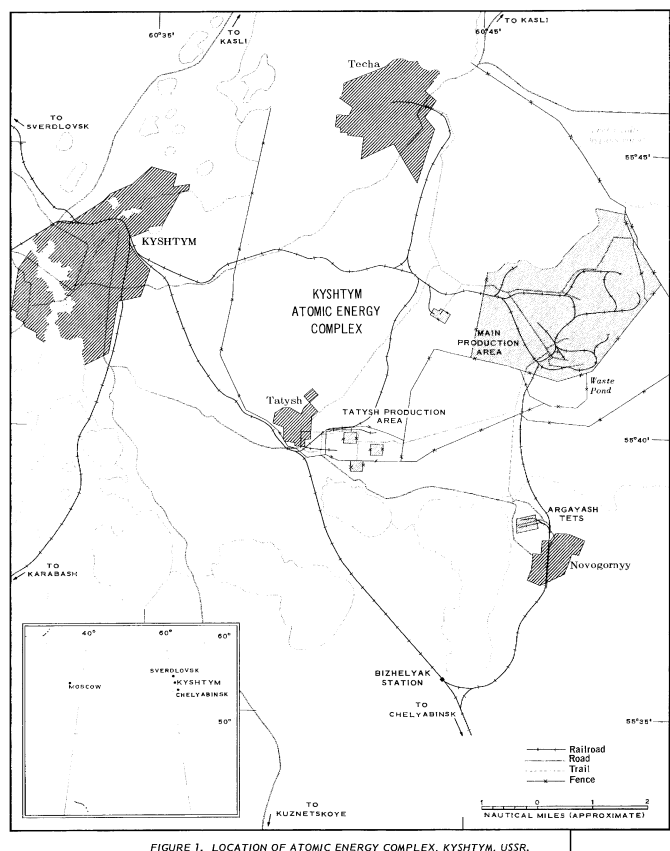 60°35'
TO
KASLI
60°45'
TO KASLI
Techa
TO
SVERDLOVSK
55°45'
KYSHTYM
KYSHTYM
ATOMIC ENERGY
COMPLEX
MAIN
PRODUCTION
AREA
Waste
Pond
Tatysh
TATYSH PRODUCTION
AREA
55°40'
ARGAYASH
TETS
Novogornyy
TO
KARABASH
40°
60°
60°
SVERDLOVSK
KYSHTYM
MOSCOW
CHELYABINSK
50°
BIZHELYAK
STATION
TO
CHELYABINSK
55°35'
Railroad
Road
Trail
Fence
TO
KUZNETSKOYE
1 0 1 2
NAUTICAL MILES (APPROXIMATE)
FIGURE 1. LOCATION OF ATOMIC ENERGY COMPLEX, KYSHTYM, USSR.